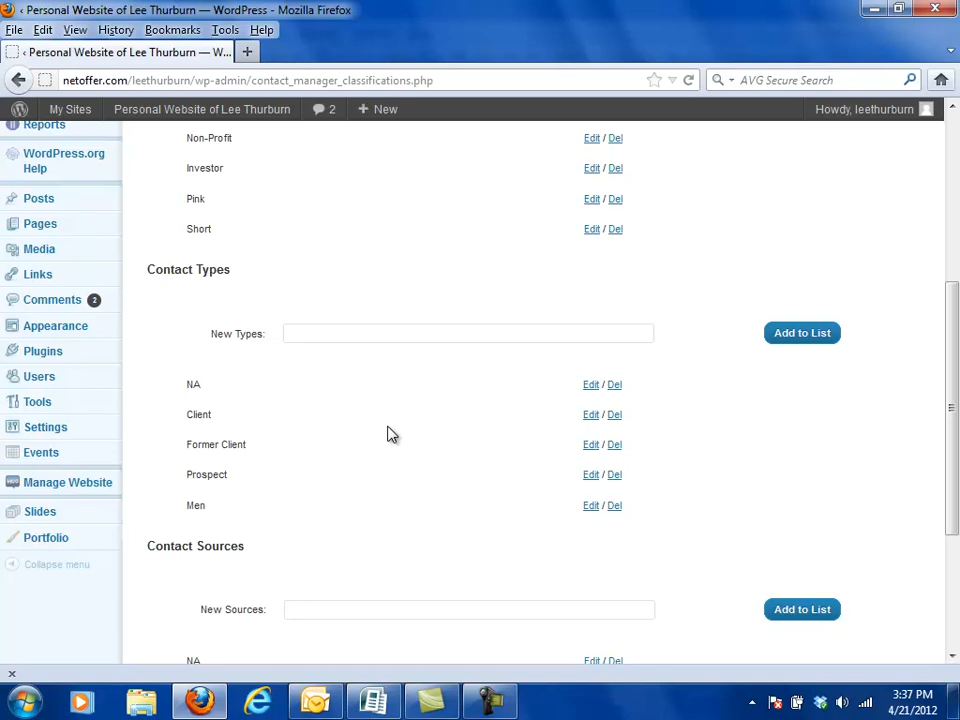 ‹ Personal Website of Lee Thurburn — WordPress - Mozilla Firefox
File Edit View History Bookmarks Tools Help
‹ Personal Website of Lee Thurburn — W...
netoffer.com/leethurburn/wp-admin/contact_manager_classifications.php
AVG Secure Search
My Sites Personal Website of Lee Thurburn 2 + New Howdy, leethurburn
Reports
WordPress.org
Help
Posts
Pages
Media
Links
Comments 2
Appearance
Plugins
Users
Tools
Settings
Events
Manage Website
Slides
Portfolio
Collapse menu
Non-Profit Edit / Del
Investor Edit / Del
Pink Edit / Del
Short Edit / Del
Contact Types
New Types: Add to List
NA Edit / Del
Client Edit / Del
Former Client Edit / Del
Prospect Edit / Del
Men Edit / Del
Contact Sources
New Sources: Add to List
NA Edit / Del
3:37 PM
4/21/2012